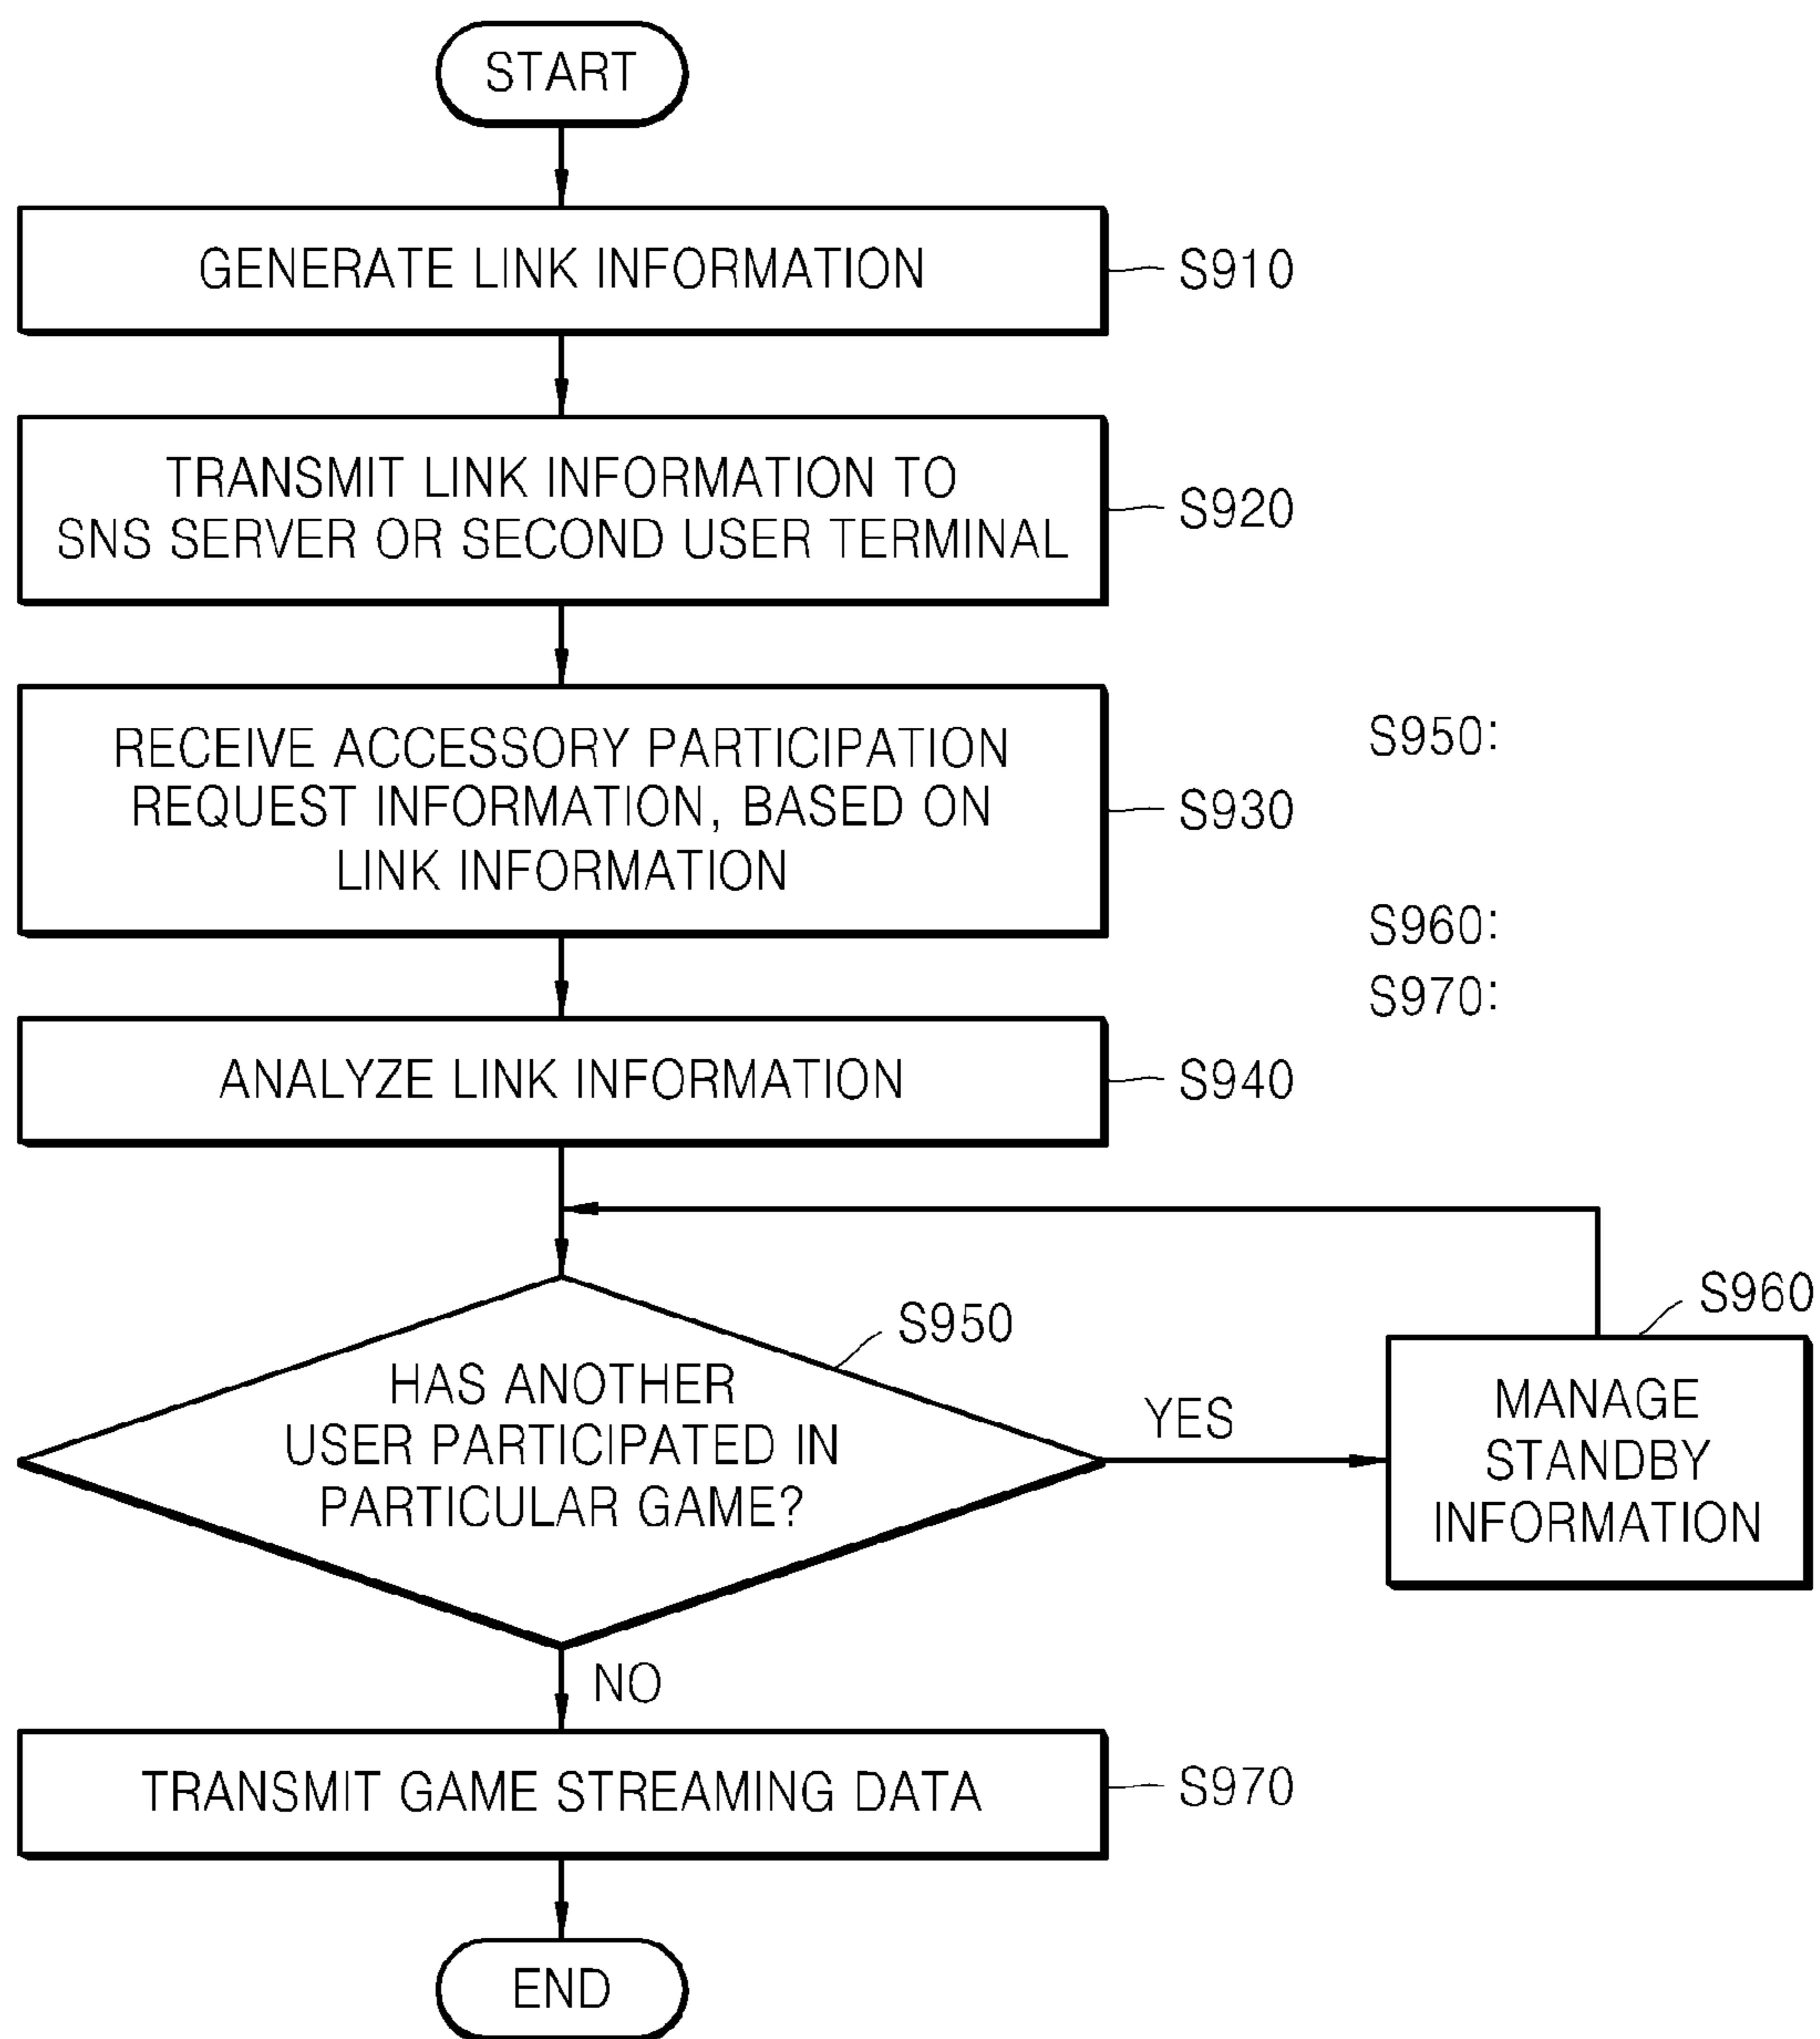 START
GENERATE LINK INFORMATION
S910
TRANSMIT LINK INFORMATION TO
SNS SERVER OR SECOND USER TERMINAL
S920
RECEIVE ACCESSORY PARTICIPATION
REQUEST INFORMATION, BASED ON
LINK INFORMATION
S930
S950:
S960:
S970:
ANALYZE LINK INFORMATION
S940
HAS ANOTHER
USER PARTICIPATED IN
PARTICULAR GAME?
S950
YES
S960
MANAGE
STANDBY
INFORMATION
NO
TRANSMIT GAME STREAMING DATA
S970
END